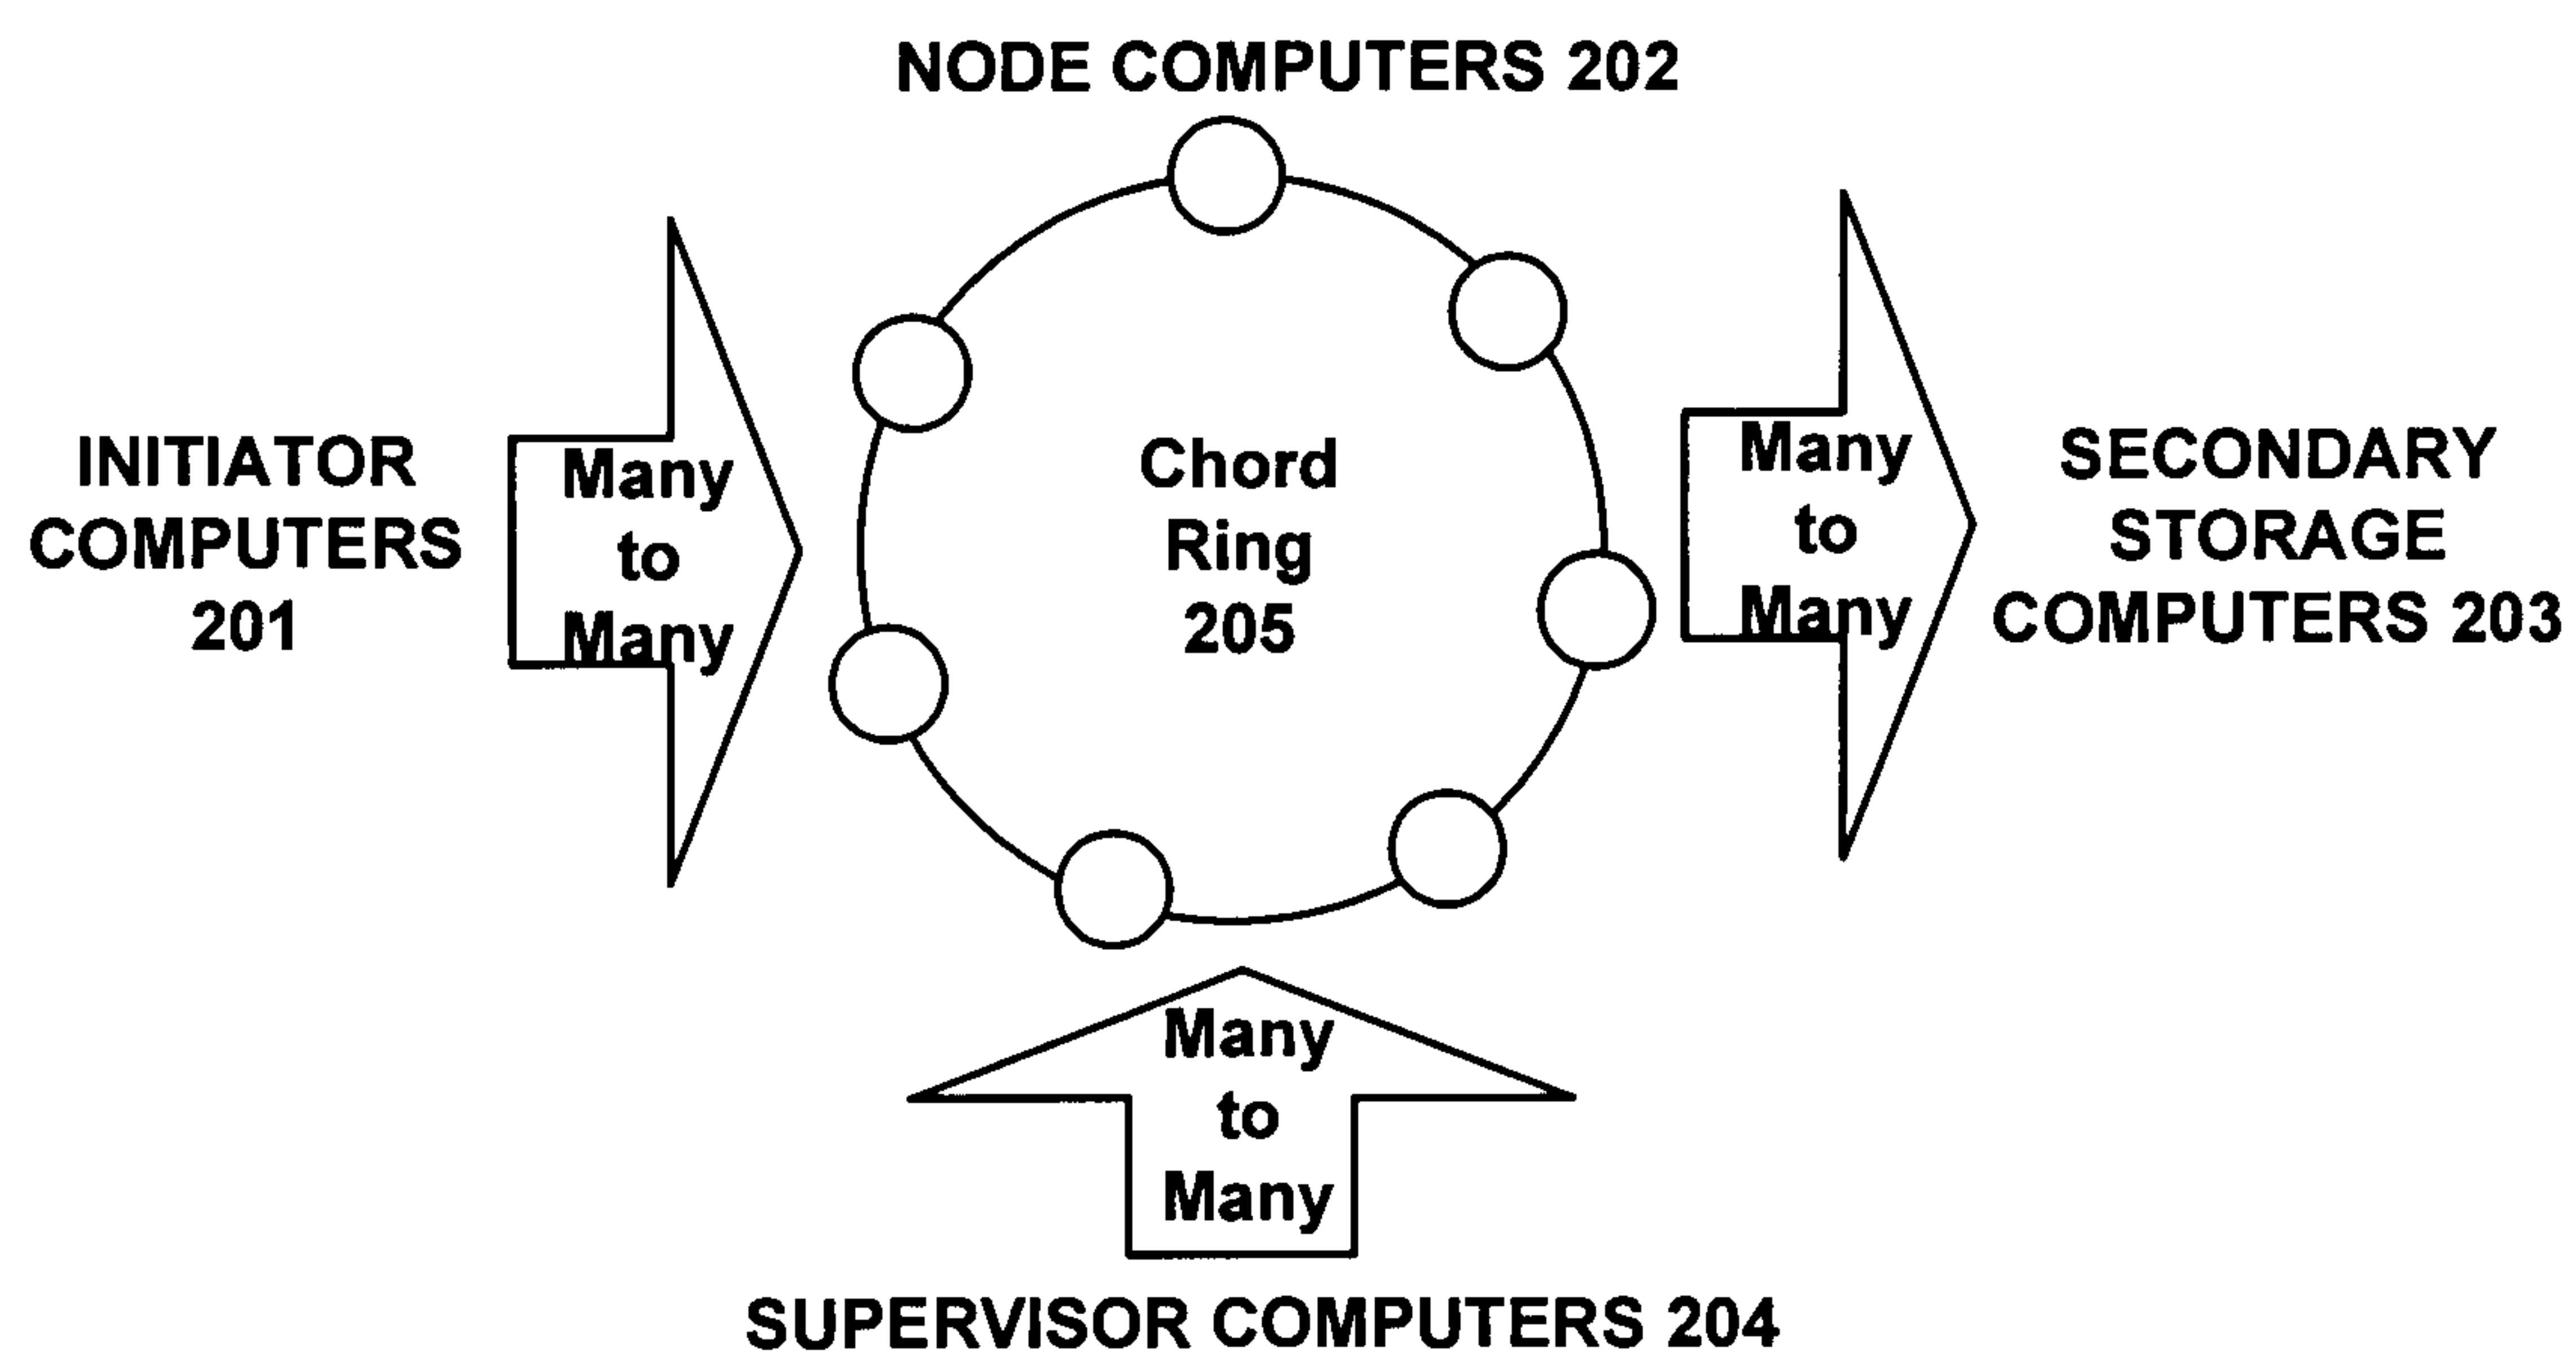 NODE COMPUTERS 202
INITIATOR
COMPUTERS
201
Many
to
Many
Chord
Ring
205
Many
to
Many
SECONDARY
STORAGE
COMPUTERS 203
Many
to
Many
SUPERVISOR COMPUTERS 204